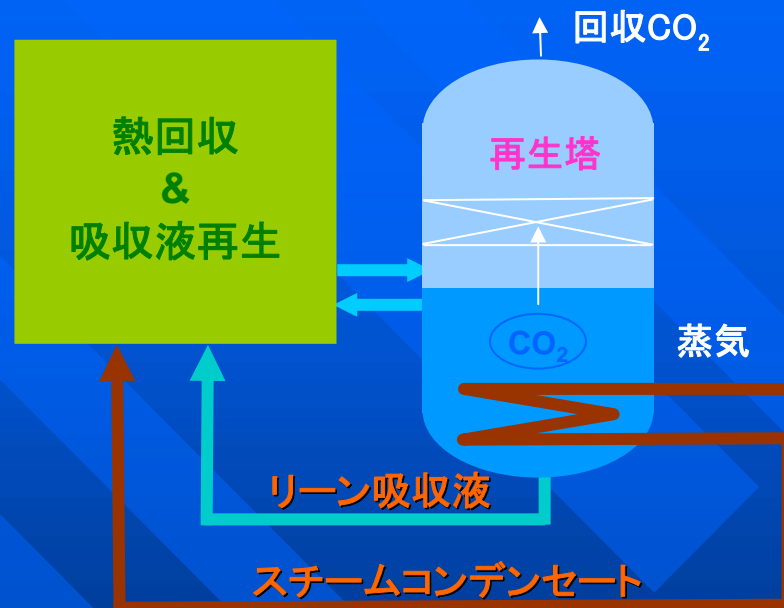 回収CO₂
熱回収
&
吸収液再生
再生塔
CO₂
蒸気
リーン吸収液
スチームコンデンセート